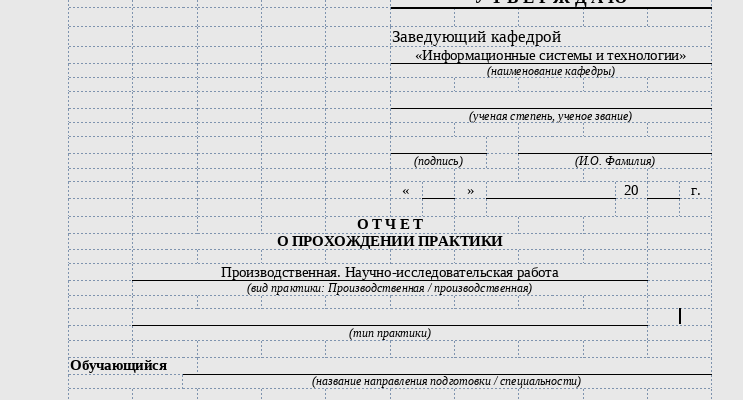 У Т В Е Р Ж Д А Ю
Заведующий кафедрой
«Информационные системы и технологии»
(наименование кафедры)
(ученая степень, ученое звание)
(подпись) (И.О. Фамилия)
« » 20 г.
О Т Ч Е Т
О ПРОХОЖДЕНИИ ПРАКТИКИ
Производственная. Научно-исследовательская работа
(вид практики: Производственная / производственная)
(тип практики)
Обучающийся
(название направления подготовки / специальности)